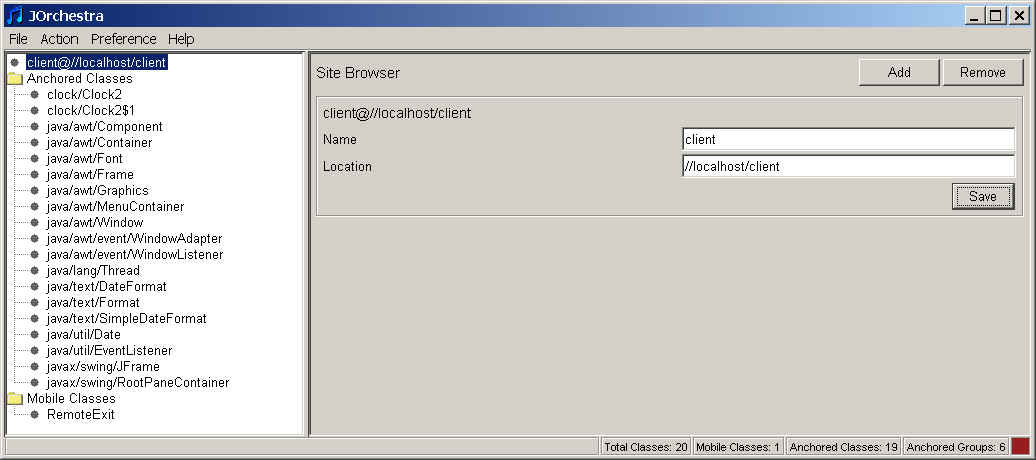 JOrchestra
File Action Preference Help
client@//localhost/client
Anchored Classes
clock/Clock2
clock/Clock2$1
java/awt/Component
java/awt/Container
java/awt/Font
java/awt/Frame
java/awt/Graphics
java/awt/MenuContainer
java/awt/Window
java/awt/event/WindowAdapter
java/awt/event/WindowListener
java/lang/Thread
java/text/DateFormat
java/text/Format
java/text/SimpleDateFormat
java/util/Date
java/util/EventListener
javax/swing/JFrame
javax/swing/RootPaneContainer
Mobile Classes
RemoteExit
Site Browser Add Remove
client@//localhost/client
Name client
Location //localhost/client
Save
Total Classes: 20 Mobile Classes: 1 Anchored Classes: 19 Anchored Groups: 6